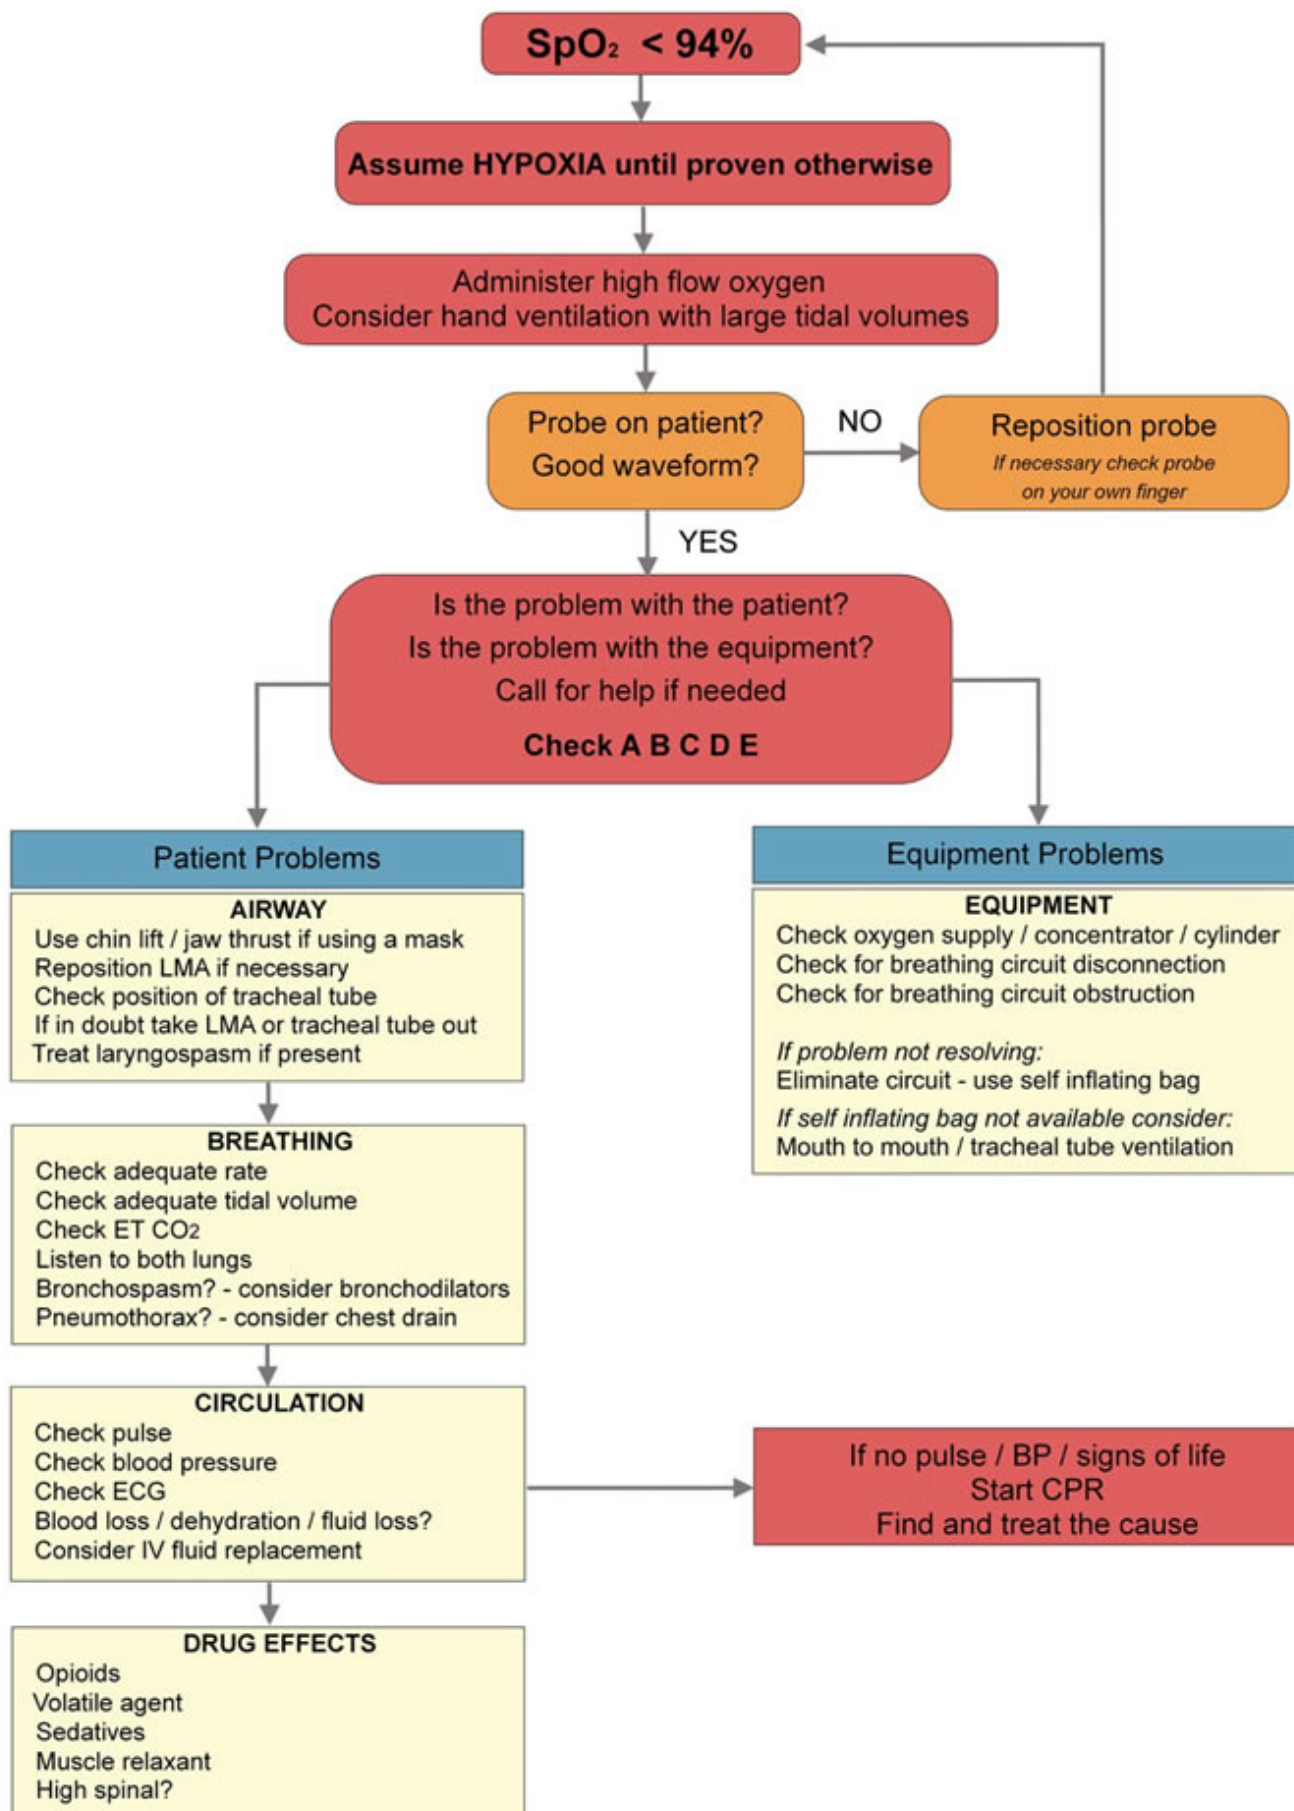 SpO₂ < 94%
Assume HYPOXIA until proven otherwise
Administer high flow oxygen
Consider hand ventilation with large tidal volumes
Probe on patient?
Good waveform?
NO
Reposition probe
If necessary check probe
on your own finger
YES
Is the problem with the patient?
Is the problem with the equipment?
Call for help if needed
Check A B C D E
Patient Problems
AIRWAY
Use chin lift / jaw thrust if using a mask
Reposition LMA if necessary
Check position of tracheal tube
If in doubt take LMA or tracheal tube out
Treat laryngospasm if present
BREATHING
Check adequate rate
Check adequate tidal volume
Check ET CO₂
Listen to both lungs
Bronchospasm? - consider bronchodilators
Pneumothorax? - consider chest drain
CIRCULATION
Check pulse
Check blood pressure
Check ECG
Blood loss / dehydration / fluid loss?
Consider IV fluid replacement
DRUG EFFECTS
Opioids
Volatile agent
Sedatives
Muscle relaxant
High spinal?
Equipment Problems
EQUIPMENT
Check oxygen supply / concentrator / cylinder
Check for breathing circuit disconnection
Check for breathing circuit obstruction
If problem not resolving:
Eliminate circuit - use self inflating bag
If self inflating bag not available consider:
Mouth to mouth / tracheal tube ventilation
If no pulse / BP / signs of life
Start CPR
Find and treat the cause